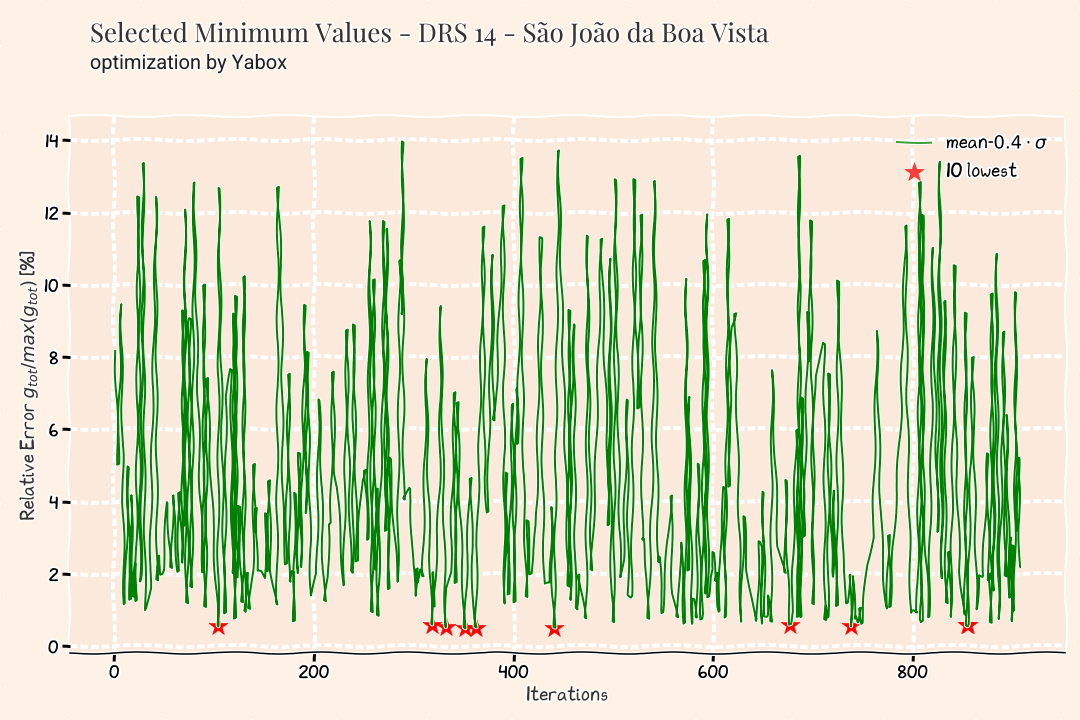 Selected Minimum Values - DRS 14 - São João da Boa Vista
optimization by Yabox
mean-0.4 · σ
10 lowest
Relative Error g_tot/max(g_tot) [%]
14
12
10
8
6
4
2
0
0 200 400 600 800
Iterations